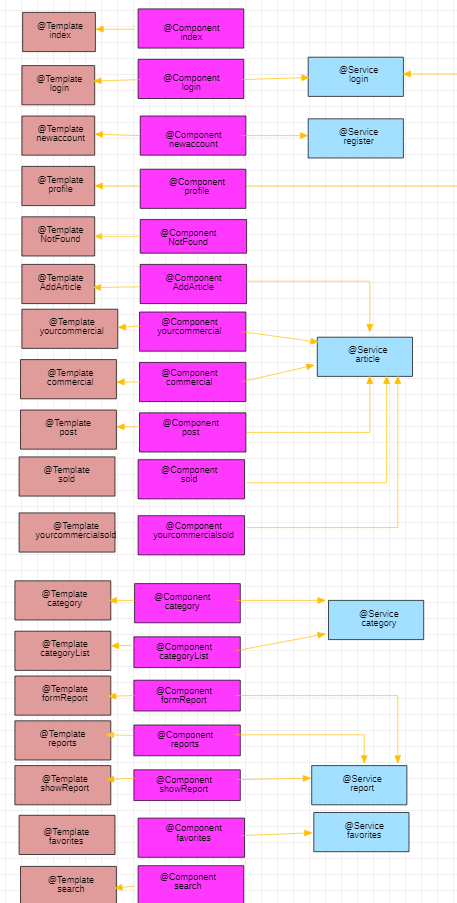 @Template
index
@Component
index
@Template
login
@Component
login
@Service
login
@Template
newaccount
@Component
newaccount
@Service
register
@Template
profile
@Component
profile
@Template
NotFound
@Component
NotFound
@Template
AddArticle
@Component
AddArticle
@Template
yourcommercial
@Component
yourcommercial
@Service
article
@Template
commercial
@Component
commercial
@Template
post
@Component
post
@Template
sold
@Component
sold
@Template
yourcommercialsold
@Component
yourcommercialsold
@Template
category
@Component
category
@Service
category
@Template
categoryList
@Component
categoryList
@Template
formReport
@Component
formReport
@Template
reports
@Component
reports
@Template
showReport
@Component
showReport
@Service
report
@Template
favorites
@Component
favorites
@Service
favorites
@Template
search
@Component
search